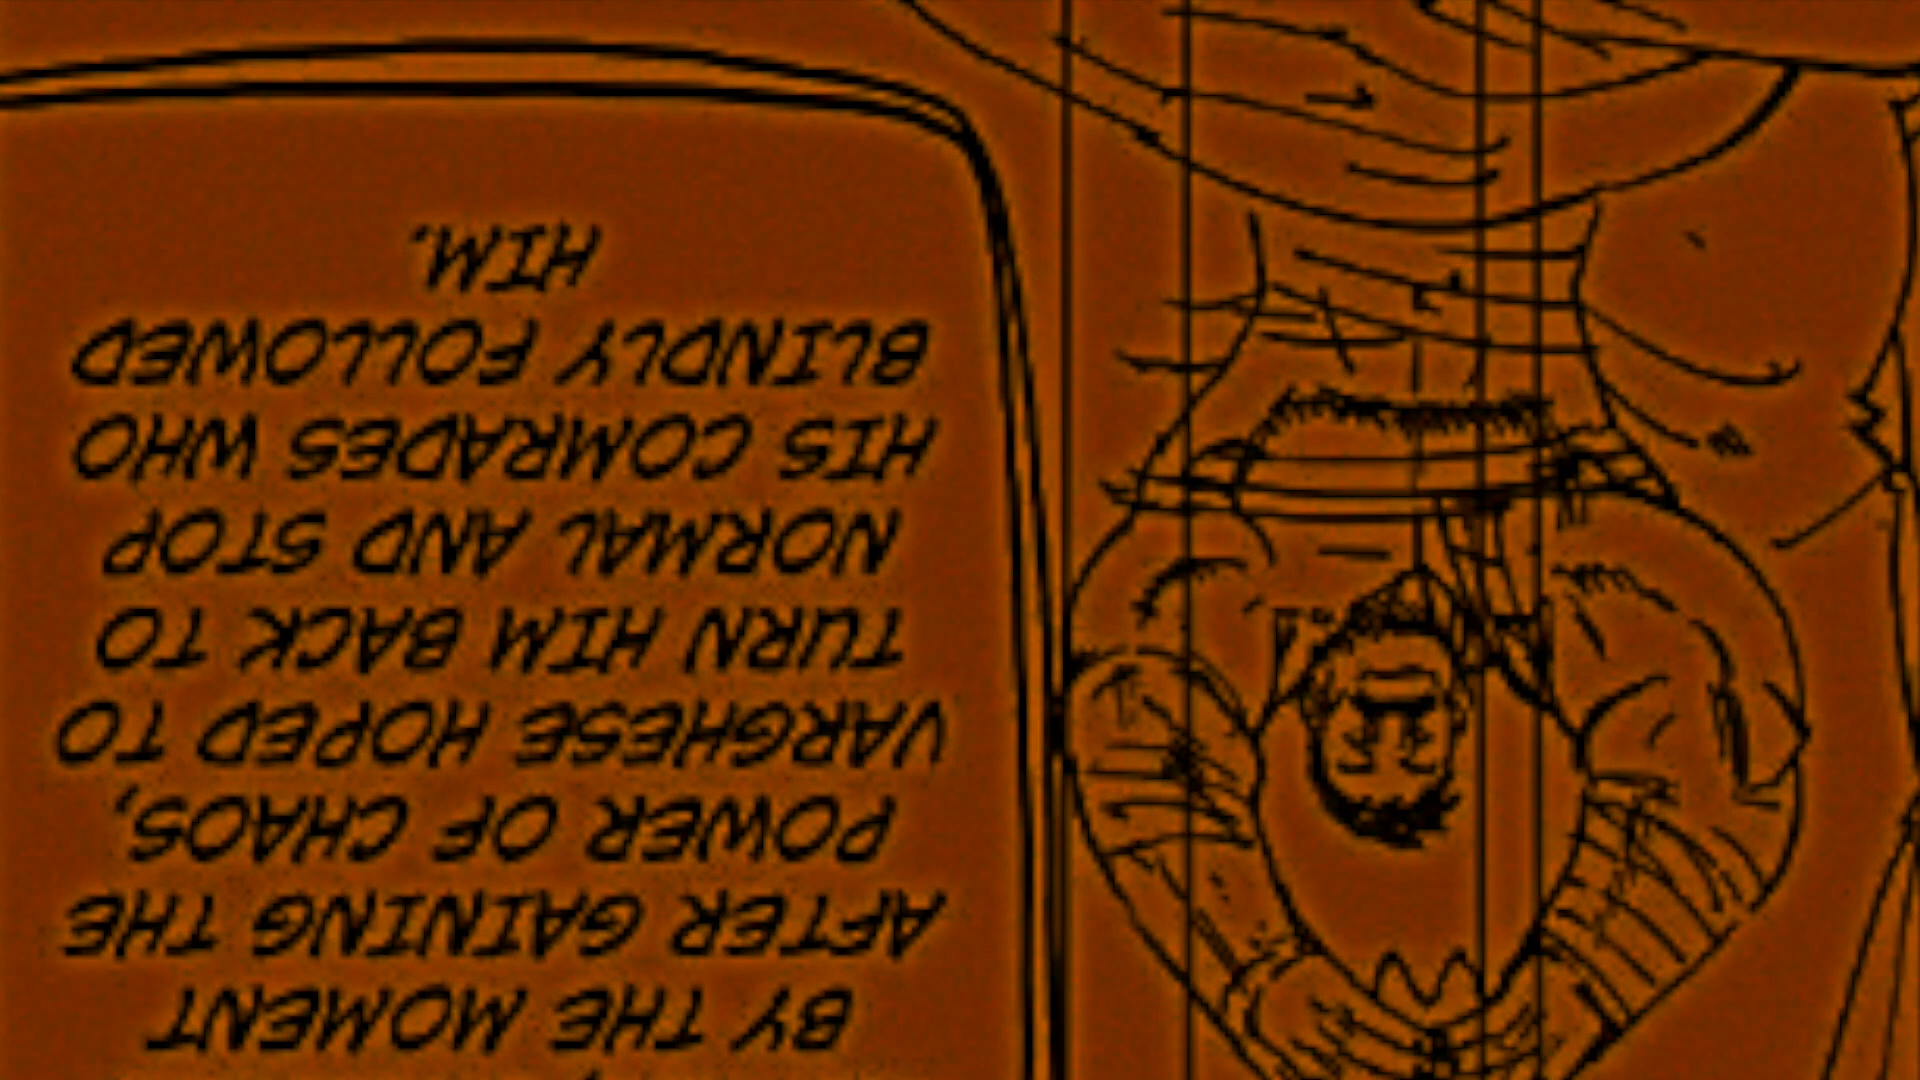 BY THE MOMENT
AFTER GAINING THE
POWER OF CHAOS,
VARGHESE HOPED TO
TURN HIM BACK TO
NORMAL AND STOP
HIS COMRADES WHO
BLINDLY FOLLOWED
HIM.